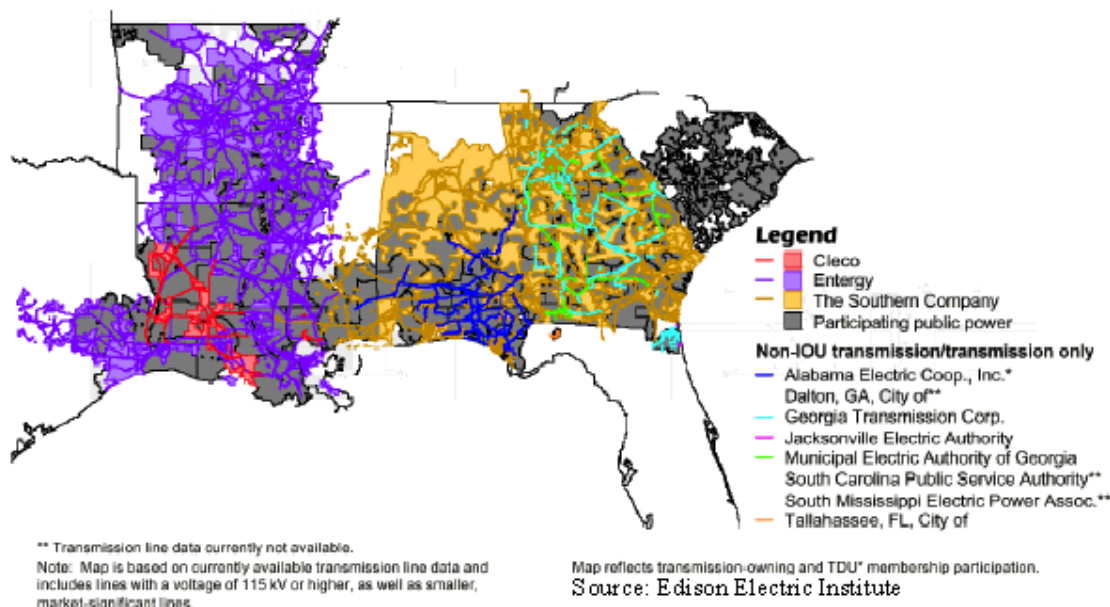 Legend
Cleco
Entergy
The Southern Company
Participating public power
Non-IOU transmission/transmission only
Alabama Electric Coop., Inc.*
Dalton, GA, City of**
Georgia Transmission Corp.
Jacksonville Electric Authority
Municipal Electric Authority of Georgia
South Carolina Public Service Authority**
South Mississippi Electric Power Assoc.**
Tallahassee, FL, City of
** Transmission line data currently not available.
Note: Map is based on currently available transmission line data and
includes lines with a voltage of 115 kV or higher, as well as smaller,
market-significant lines.
Map reflects transmission-owning and TDU* membership participation.
Source: Edison Electric Institute